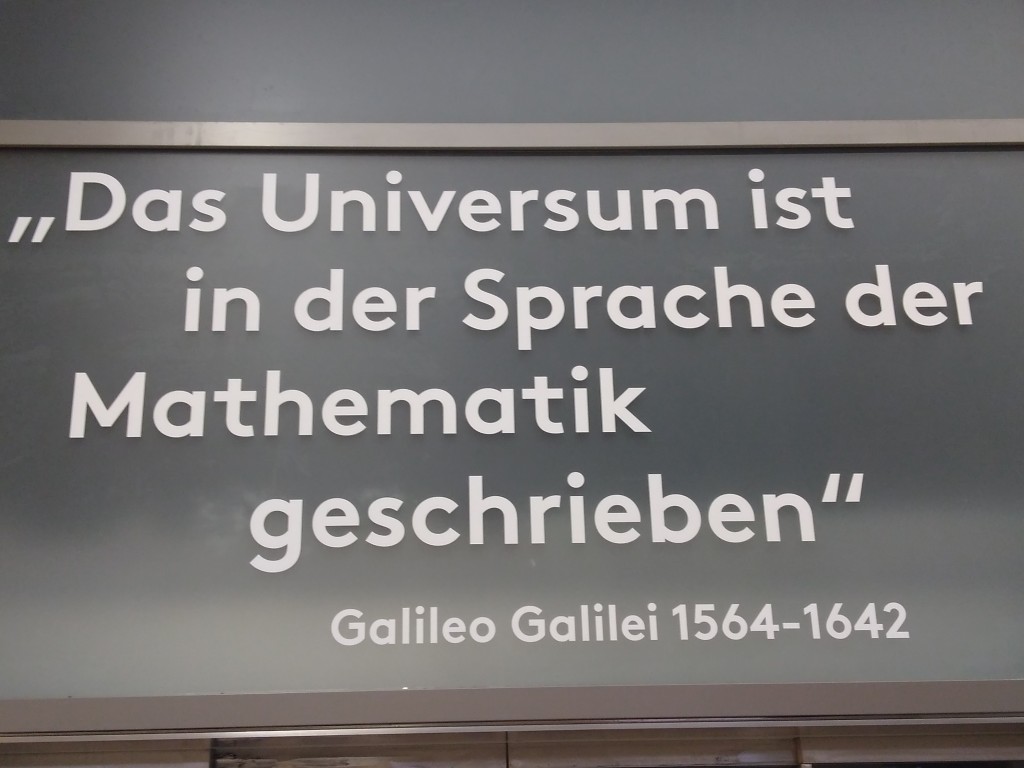 „Das Universum ist
in der Sprache der
Mathematik
geschrieben“
Galileo Galilei 1564-1642